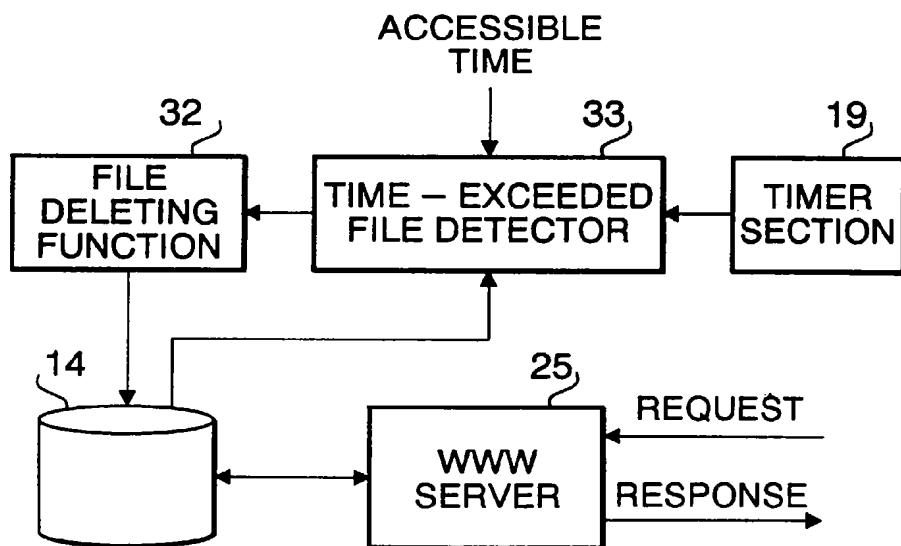 ACCESSIBLE
TIME
32
33
19
FILE
DELETING
FUNCTION
TIME – EXCEEDED
FILE DETECTOR
TIMER
SECTION
14
25
WWW
SERVER
REQUEST
RESPONSE